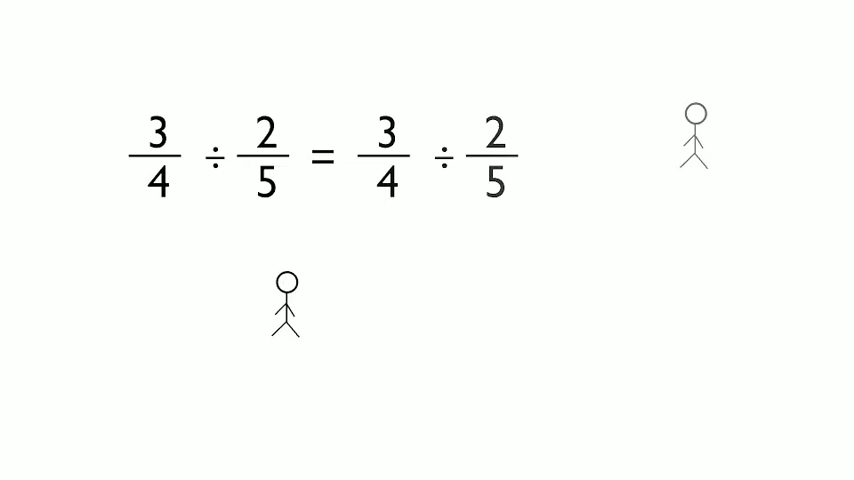 3/4 ÷ 2/5 = 3/4 ÷ 2/5